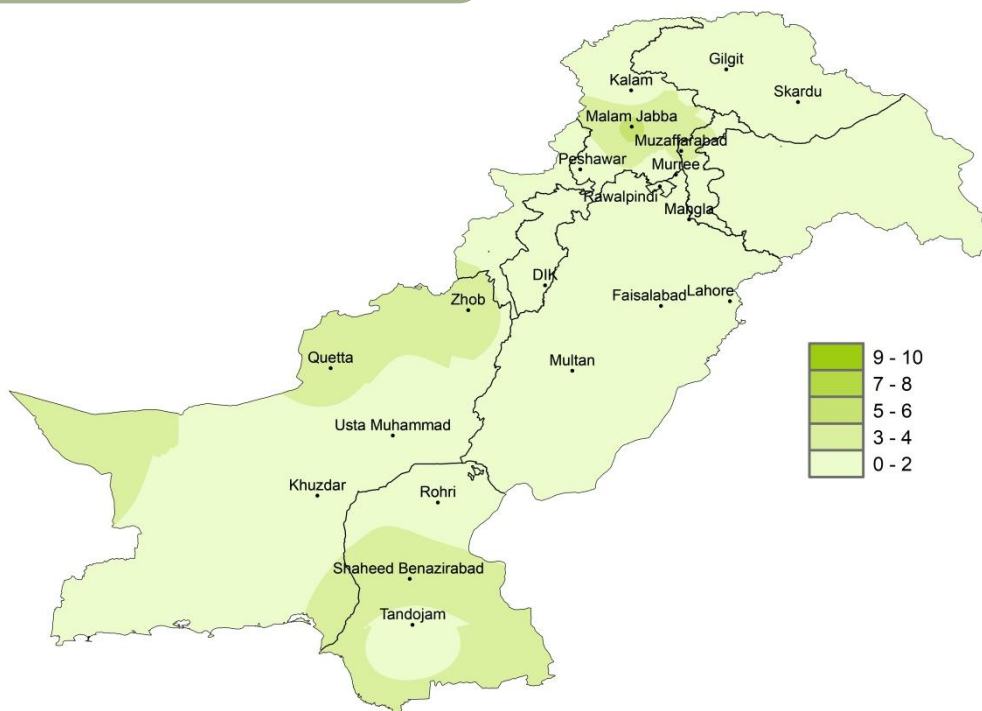 Gilgit
Kalam
Skardu
Malam Jabba
Muzaffarabad
Peshawar
Murree
Rawalpindi
Mangla
DIK
Zhob
Faisalabad
Lahore
Quetta
Multan
Usta Muhammad
Khuzdar
Rohri
Shaheed Benazirabad
Tandojam
9 - 10
7 - 8
5 - 6
3 - 4
0 - 2